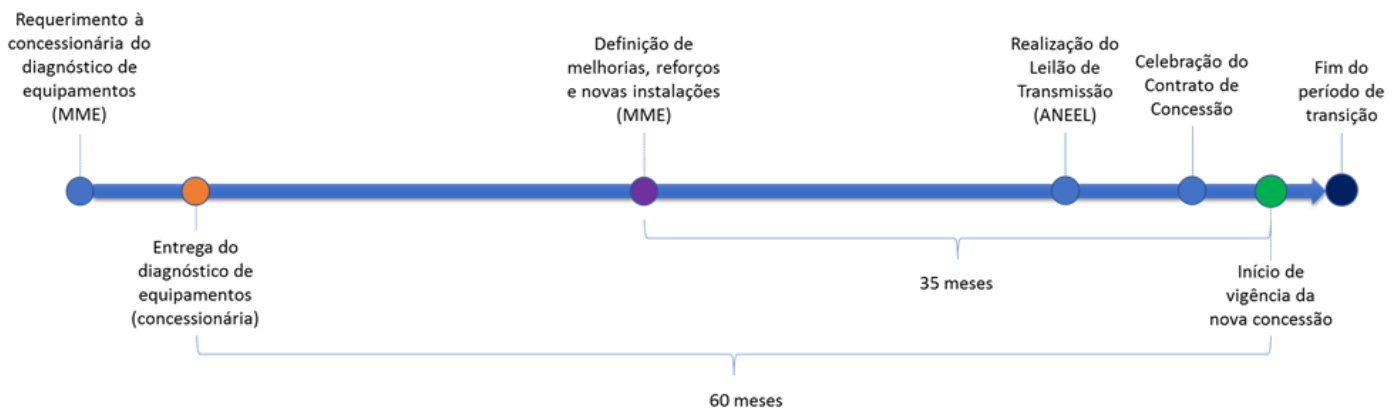 Requerimento à
concessionária do
diagnóstico de
equipamentos
(MME)
Definição de
melhorias, reforços
e novas instalações
(MME)
Realização do
Leilão de
Transmissão
(ANEEL)
Celebração do
Contrato de
Concessão
Fim do
período de
transição
Entrega do
diagnóstico de
equipamentos
(concessionária)
35 meses
Início de
vigência da
nova concessão
60 meses